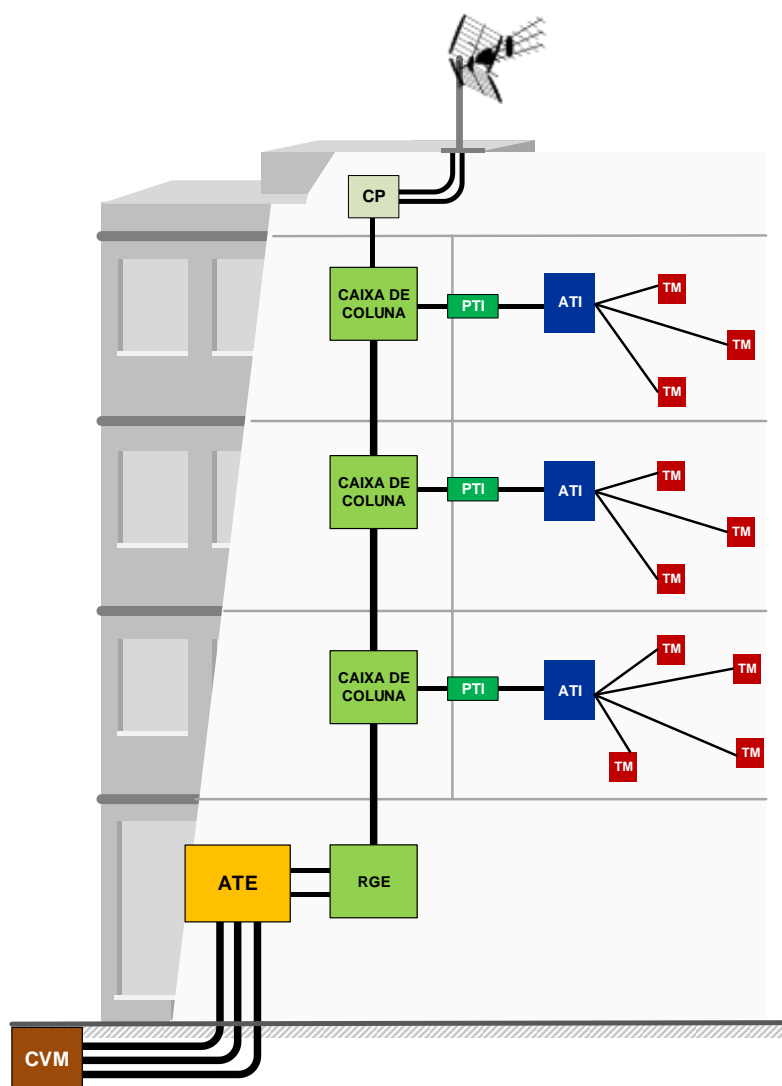 CP
CAIXA DE
COLUNA
PTI
ATI
TM
TM
TM
CAIXA DE
COLUNA
PTI
ATI
TM
TM
TM
CAIXA DE
COLUNA
PTI
ATI
TM
TM
TM
TM
ATE
RGE
CVM